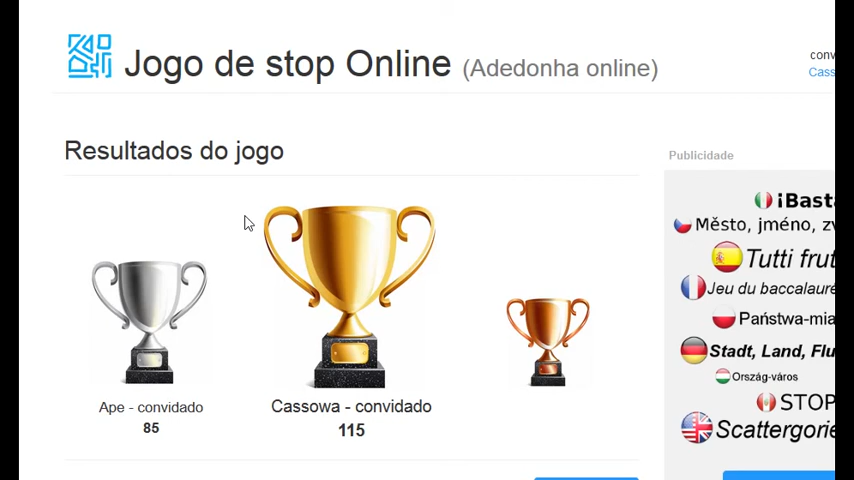 Jogo de stop Online (Adedonha online)
conv
Cass
Resultados do jogo
Ape - convidado
85
Cassowa - convidado
115
Publicidade
¡Basta
Město, jméno, zv
Tutti frut
Jeu du baccalauré
Państwa-mia
Stadt, Land, Flu
Ország-város
STOP
Scattergorie